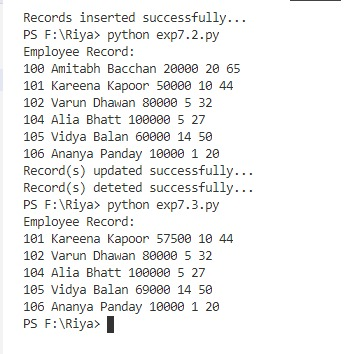 Records inserted successfully...
PS F:\Riya> python exp7.2.py
Employee Record:
100 Amitabh Bacchan 20000 20 65
101 Kareena Kapoor 50000 10 44
102 Varun Dhawan 80000 5 32
104 Alia Bhatt 100000 5 27
105 Vidya Balan 60000 14 50
106 Ananya Panday 10000 1 20
Record(s) updated successfully...
Record(s) deteted successfully...
PS F:\Riya> python exp7.3.py
Employee Record:
101 Kareena Kapoor 57500 10 44
102 Varun Dhawan 80000 5 32
104 Alia Bhatt 100000 5 27
105 Vidya Balan 69000 14 50
106 Ananya Panday 10000 1 20
PS F:\Riya>